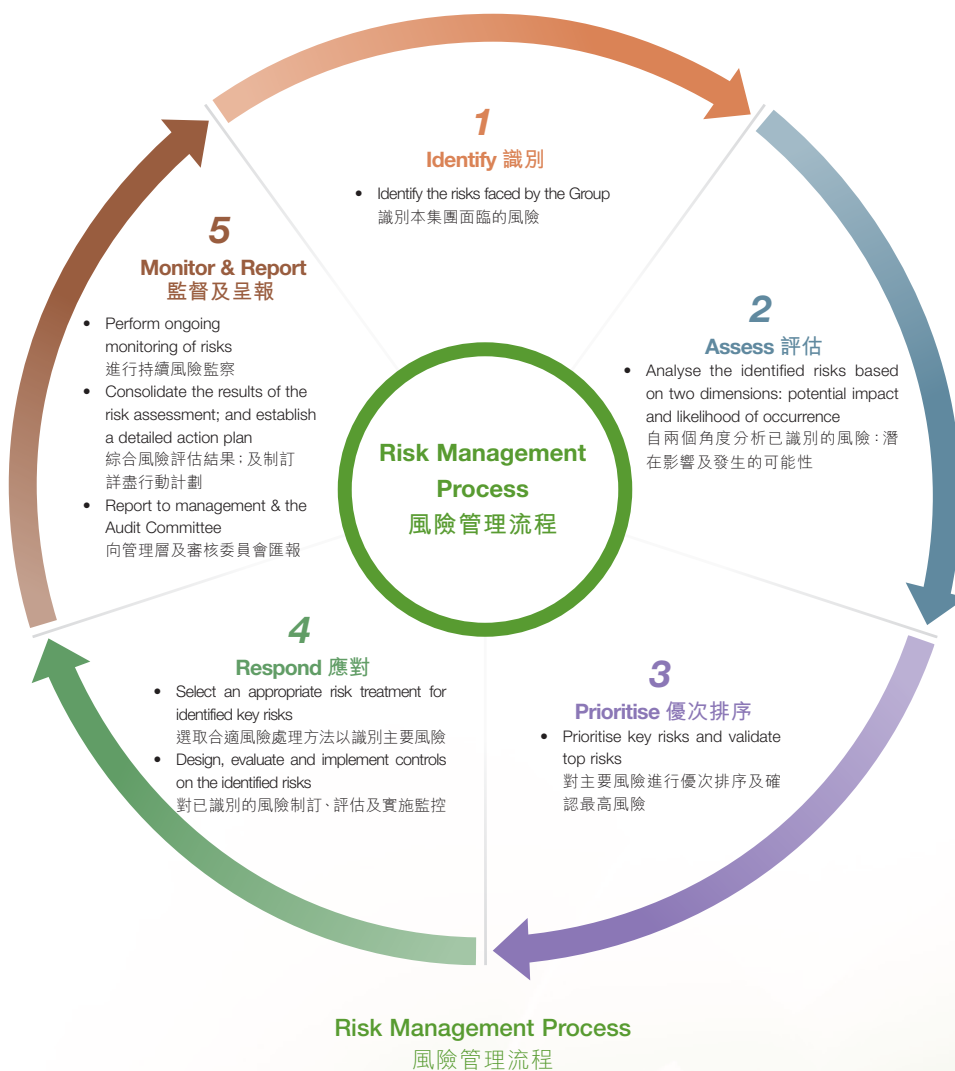 1
Identify 識別
• Identify the risks faced by the Group
識別本集團面臨的風險
2
Assess 評估
• Analyse the identified risks based
on two dimensions: potential impact
and likelihood of occurrence
自兩個角度分析已識別的風險：潛
在影響及發生的可能性
3
Prioritise 優次排序
• Prioritise key risks and validate
top risks
對主要風險進行優次排序及確
認最高風險
4
Respond 應對
• Select an appropriate risk treatment for
identified key risks
選取合適風險處理方法以識別主要風險
• Design, evaluate and implement controls
on the identified risks
對已識別的風險制訂、評估及實施監控
5
Monitor & Report
監督及呈報
• Perform ongoing
monitoring of risks
進行持續風險監察
• Consolidate the results of the
risk assessment; and establish
a detailed action plan
綜合風險評估結果；及制訂
詳盡行動計劃
• Report to management & the
Audit Committee
向管理層及審核委員會匯報
Risk Management
Process
風險管理流程
Risk Management Process
風險管理流程